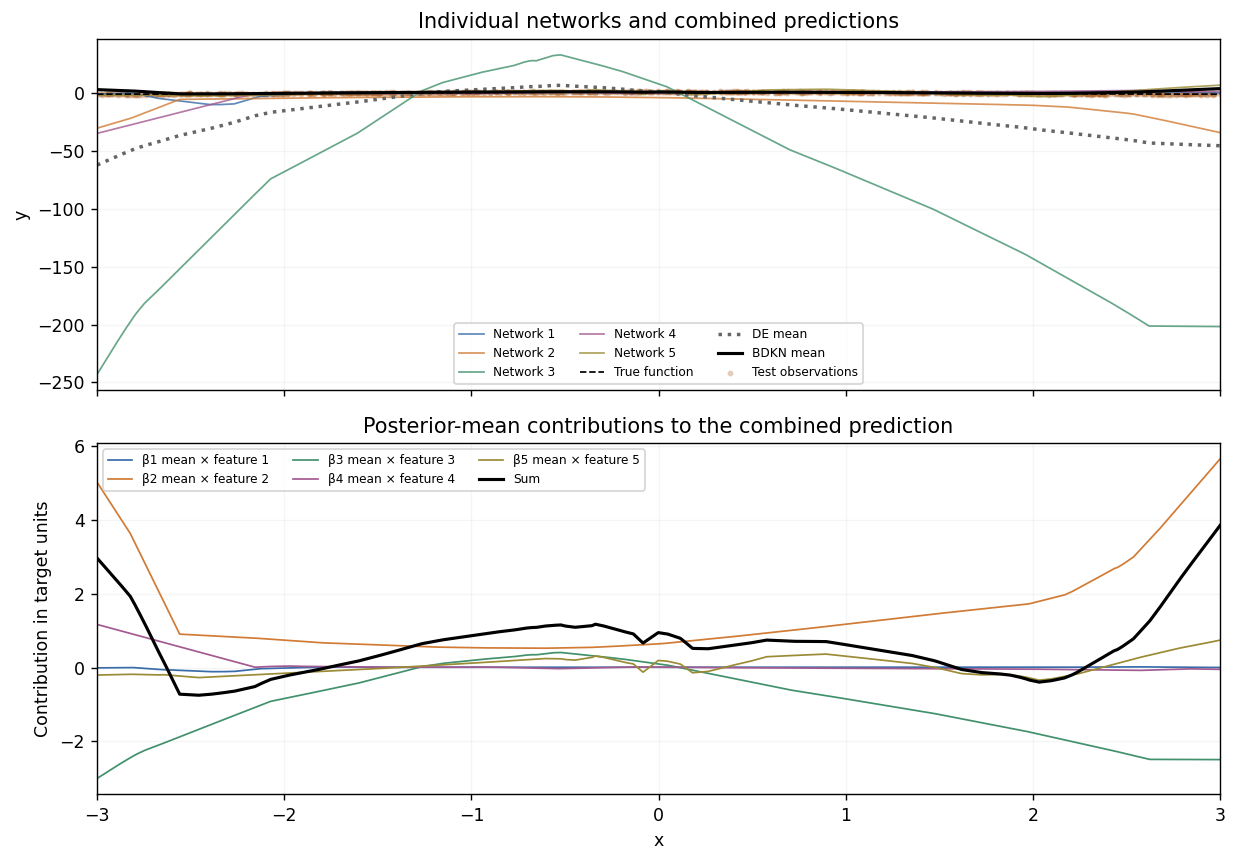 Individual networks and combined predictions
0
−50
−100
−150
−200
−250
y
Network 1 Network 4 DE mean
Network 2 Network 5 BDKN mean
Network 3 True function Test observations
Posterior-mean contributions to the combined prediction
6
4
2
0
−2
Contribution in target units
β1 mean × feature 1 β3 mean × feature 3 β5 mean × feature 5
β2 mean × feature 2 β4 mean × feature 4 Sum
−3 −2 −1 0 1 2 3
x